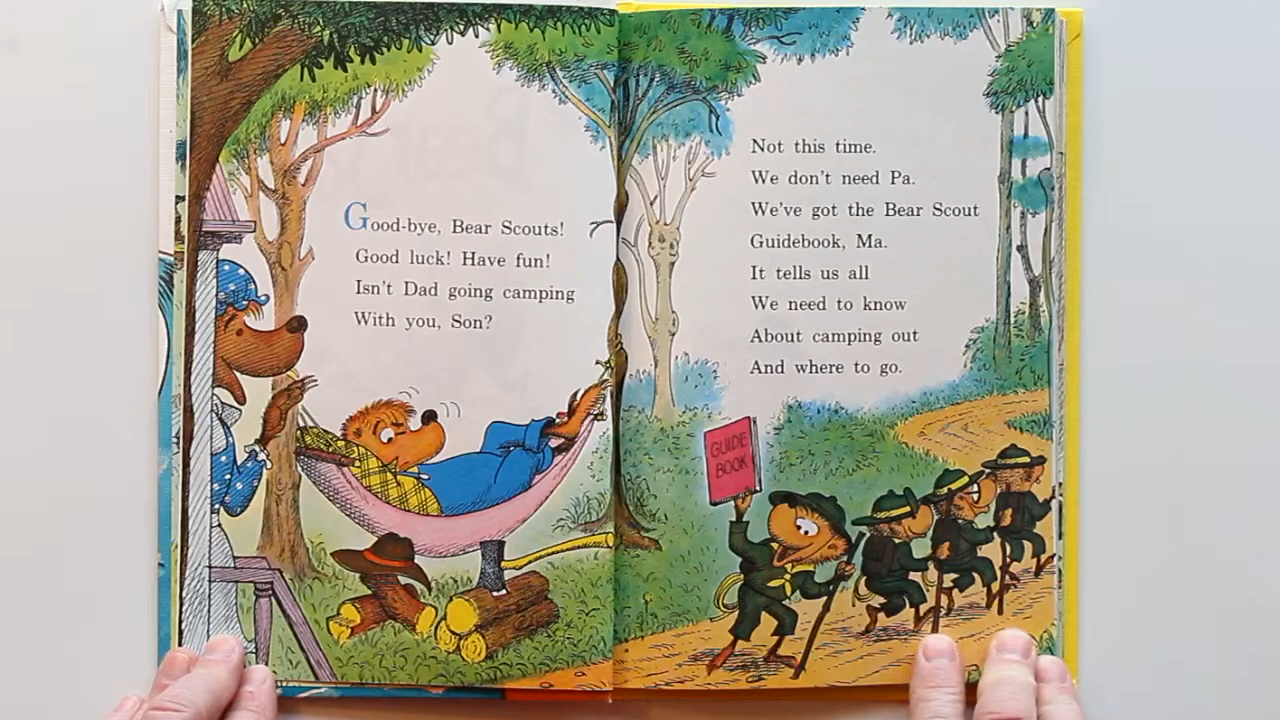 Good-bye, Bear Scouts!
Good luck! Have fun!
Isn't Dad going camping
With you, Son?
Not this time.
We don't need Pa.
We've got the Bear Scout
Guidebook, Ma.
It tells us all
We need to know
About camping out
And where to go.
GUIDE
BOOK